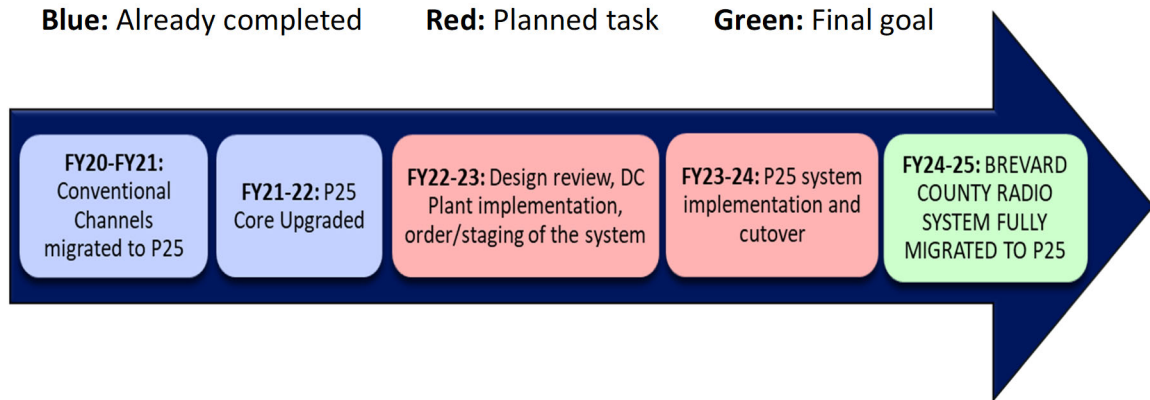 Blue: Already completed Red: Planned task Green: Final goal
FY20-FY21:
Conventional
Channels
migrated to P25
FY21-22: P25
Core Upgraded
FY22-23: Design review, DC
Plant implementation,
order/staging of the system
FY23-24: P25 system
implementation and
cutover
FY24-25: BREVARD
COUNTY RADIO
SYSTEM FULLY
MIGRATED TO P25